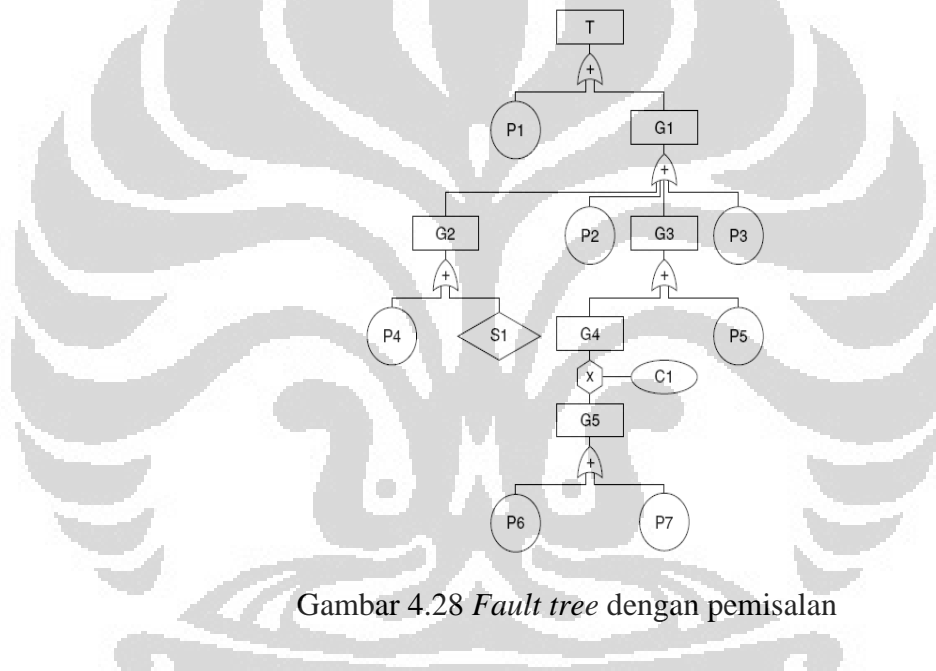 T
+
P1
G1
+
G2
P2
G3
P3
+
+
P4
S1
G4
P5
X
C1
G5
+
P6
P7
Gambar 4.28 Fault tree dengan pemisalan